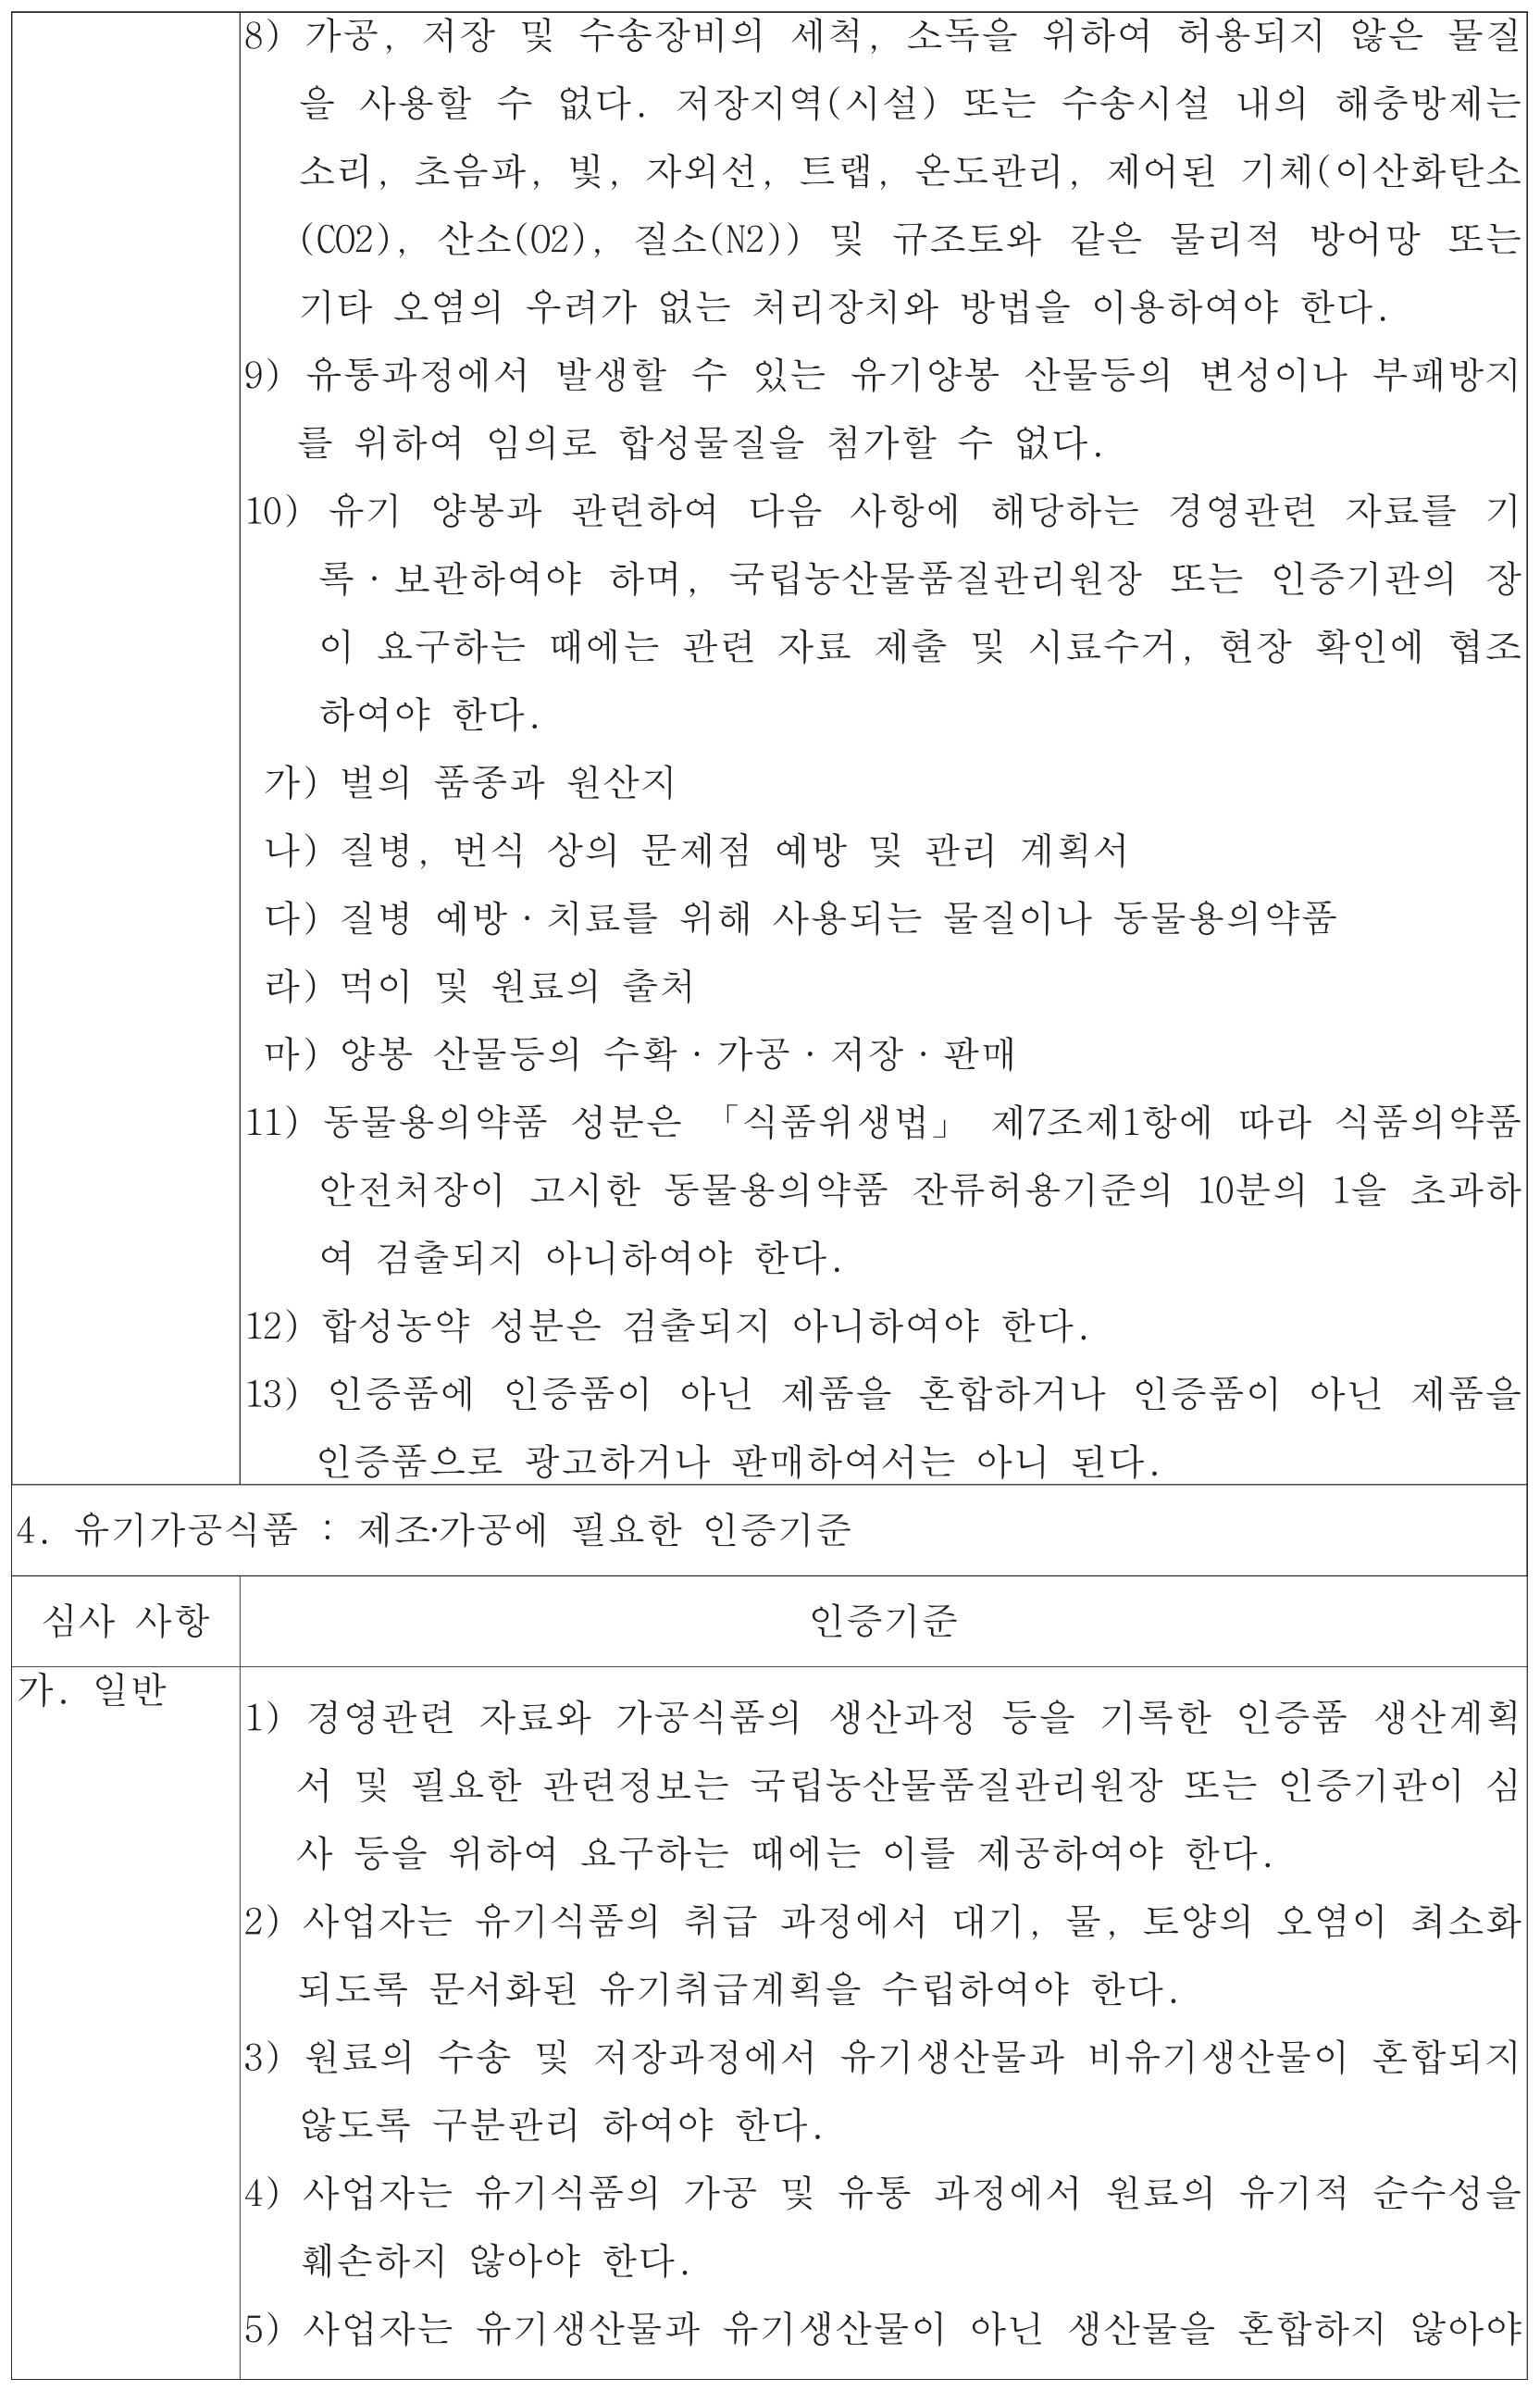 8) 가공, 저장 및 수송장비의 세척, 소독을 위하여 허용되지 않은 물질
을 사용할 수 없다. 저장지역(시설) 또는 수송시설 내의 해충방제는
소리, 초음파, 빛, 자외선, 트랩, 온도관리, 제어된 기체(이산화탄소
(CO2), 산소(O2), 질소(N2)) 및 규조토와 같은 물리적 방어망 또는
기타 오염의 우려가 없는 처리장치와 방법을 이용하여야 한다.
9) 유통과정에서 발생할 수 있는 유기양봉 산물등의 변성이나 부패방지
를 위하여 임의로 합성물질을 첨가할 수 없다.
10) 유기 양봉과 관련하여 다음 사항에 해당하는 경영관련 자료를 기
록·보관하여야 하며, 국립농산물품질관리원장 또는 인증기관의 장
이 요구하는 때에는 관련 자료 제출 및 시료수거, 현장 확인에 협조
하여야 한다.
가) 벌의 품종과 원산지
나) 질병, 번식 상의 문제점 예방 및 관리 계획서
다) 질병 예방·치료를 위해 사용되는 물질이나 동물용의약품
라) 먹이 및 원료의 출처
마) 양봉 산물등의 수확·가공·저장·판매
11) 동물용의약품 성분은 「식품위생법」 제7조제1항에 따라 식품의약품
안전처장이 고시한 동물용의약품 잔류허용기준의 10분의 1을 초과하
여 검출되지 아니하여야 한다.
12) 합성농약 성분은 검출되지 아니하여야 한다.
13) 인증품에 인증품이 아닌 제품을 혼합하거나 인증품이 아닌 제품을
인증품으로 광고하거나 판매하여서는 아니 된다.
4. 유기가공식품 : 제조·가공에 필요한 인증기준
심사 사항 인증기준
가. 일반
1) 경영관련 자료와 가공식품의 생산과정 등을 기록한 인증품 생산계획
서 및 필요한 관련정보는 국립농산물품질관리원장 또는 인증기관이 심
사 등을 위하여 요구하는 때에는 이를 제공하여야 한다.
2) 사업자는 유기식품의 취급 과정에서 대기, 물, 토양의 오염이 최소화
되도록 문서화된 유기취급계획을 수립하여야 한다.
3) 원료의 수송 및 저장과정에서 유기생산물과 비유기생산물이 혼합되지
않도록 구분관리 하여야 한다.
4) 사업자는 유기식품의 가공 및 유통 과정에서 원료의 유기적 순수성을
훼손하지 않아야 한다.
5) 사업자는 유기생산물과 유기생산물이 아닌 생산물을 혼합하지 않아야